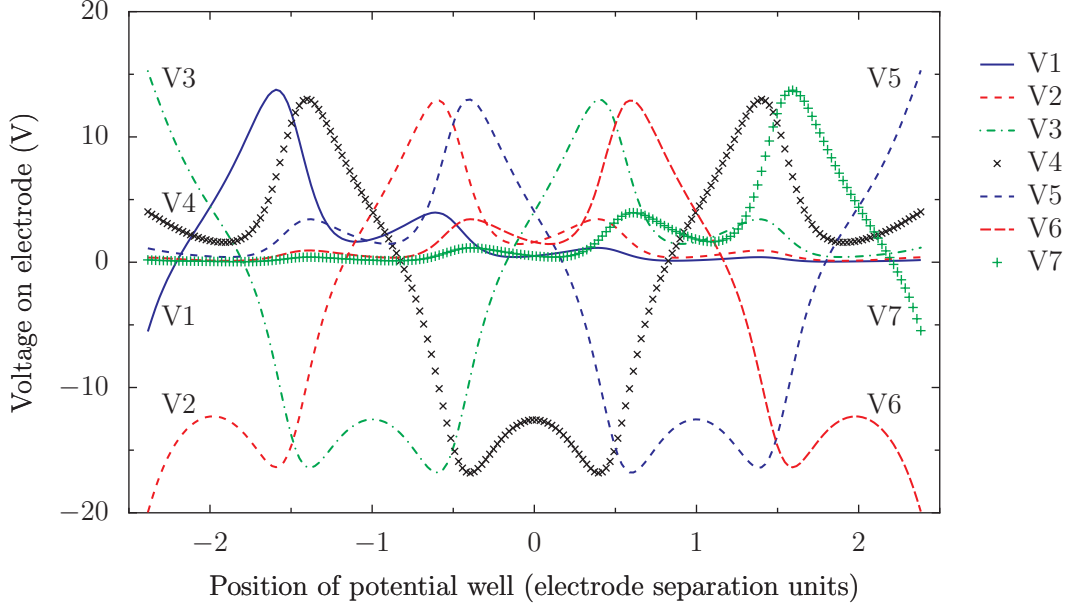 20
10
0
−10
−20
−2
−1
0
1
2
Voltage on electrode (V)
Position of potential well (electrode separation units)
V3
V4
V1
V2
V5
V7
V6
V1
V2
V3
V4
V5
V6
V7